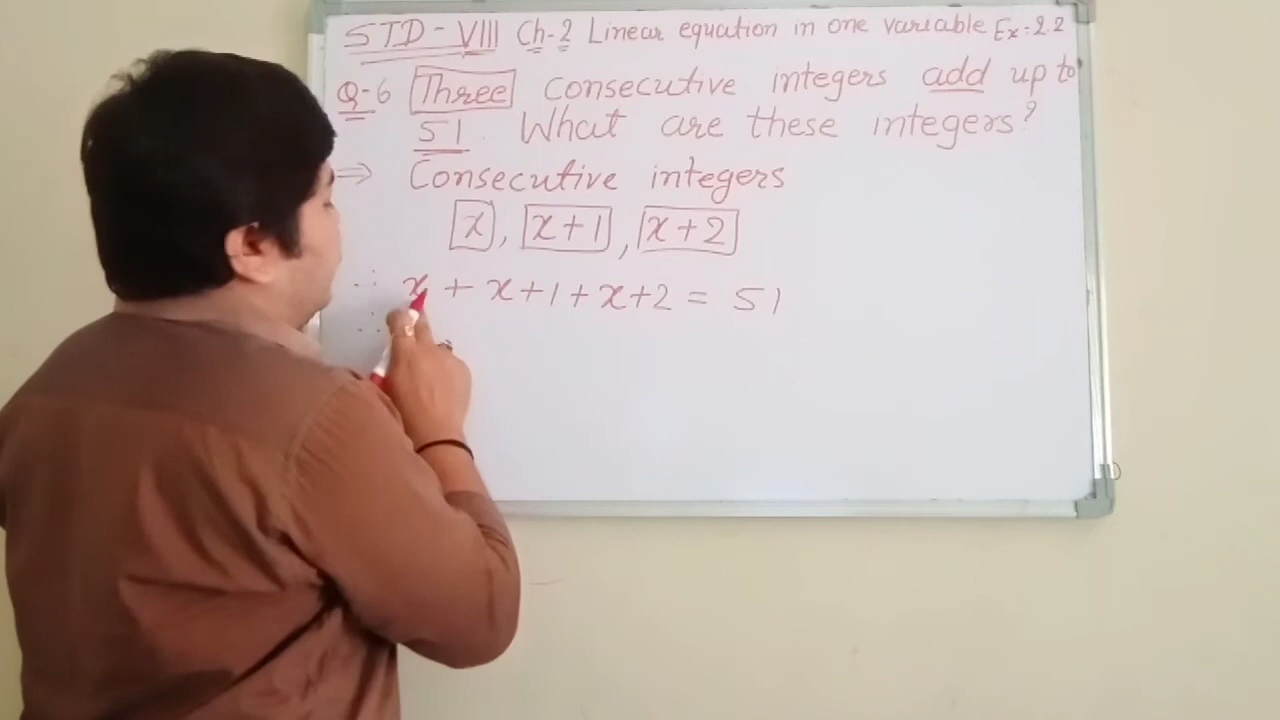 STD - VIII Ch-2 Linear equation in one variable Ex-2.2
Q-6 Three consecutive integers add up to
51. What are these integers?
⇒ Consecutive integers
x, x+1, x+2
∴ x + x+1+x+2 = 51
∴